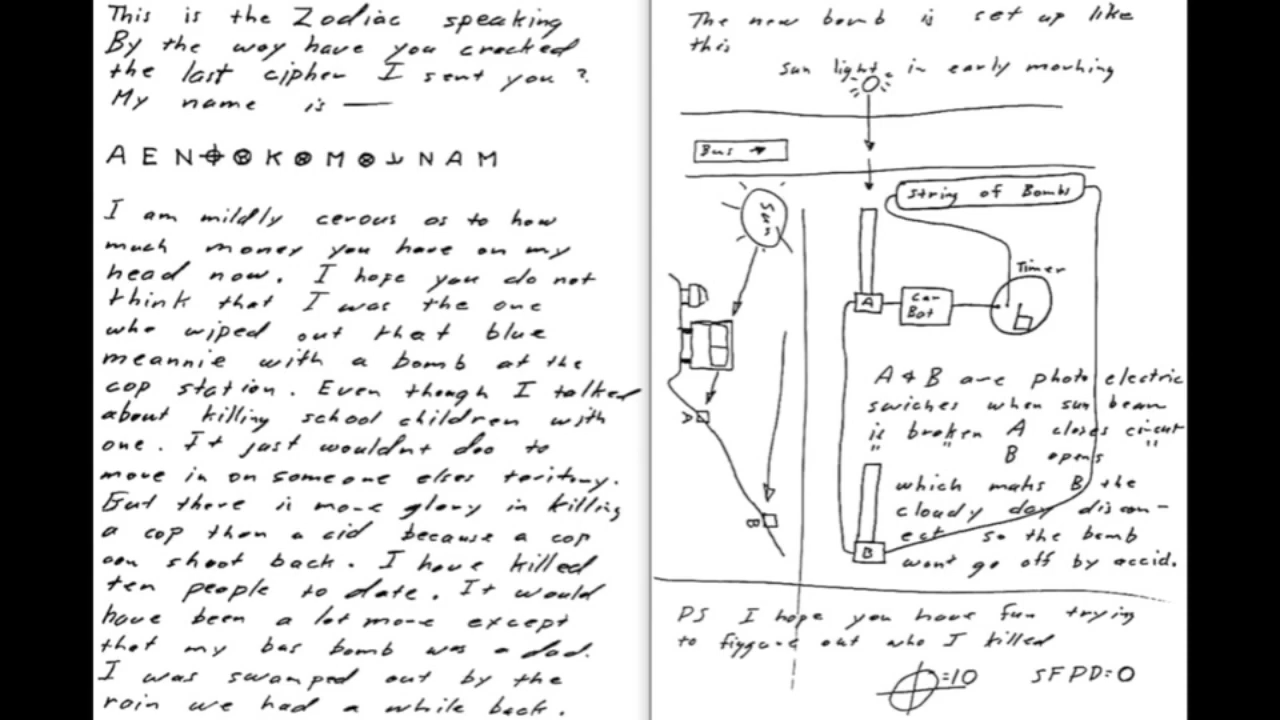 This is the Zodiac speaking
By the way have you cracked
the last cipher I sent you?
My name is —
A E N ⌖ ⊗ K ⊗ M ⊗ ⅃ N A M
I am mildly cerous as to how
much money you have on my
head now. I hope you do not
think that I was the one
who wiped out that blue
meannie with a bomb at the
cop station. Even though I talked
about killing school children with
one. It just wouldnt doo to
move in on someone elses teritory.
But there is more glory in killing
a cop than a cid because a cop
can shoot back. I have killed
ten people to date. It would
have been a lot more except
that my bus bomb was a dud.
I was swamped out by the
rain we had a while back.
The new bomb is set up like
this
sun light in early morning
Bus →
String of Bombs
Sun
Timer
A
Car
Bat
A
B
B
A & B are photo electric
swiches when sun beam
is broken A closes circut
" " B opens "
which maks B the
cloudy day discon-
ect so the bomb
wont go off by accid.
PS I hope you have fun trying
to figgure out who I killed
⌖=10 SFPD=0